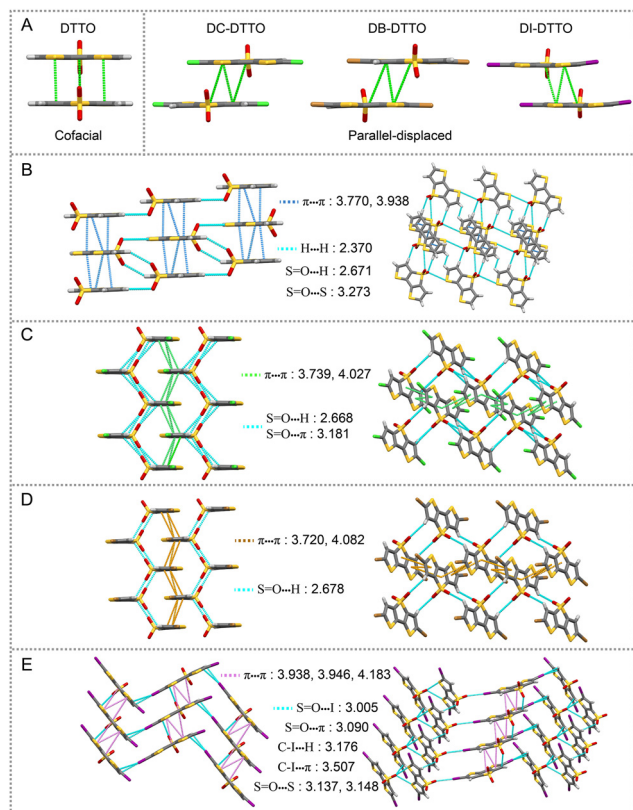 A
DTTO
DC-DTTO
DB-DTTO
DI-DTTO
Cofacial
Parallel-displaced
B
π···π : 3.770, 3.938
H···H : 2.370
S=O···H : 2.671
S=O···S : 3.273
C
π···π : 3.739, 4.027
S=O···H : 2.668
S=O···π : 3.181
D
π···π : 3.720, 4.082
S=O···H : 2.678
E
π···π : 3.938, 3.946, 4.183
S=O···I : 3.005
S=O···π : 3.090
C-I···H : 3.176
C-I···π : 3.507
S=O···S : 3.137, 3.148